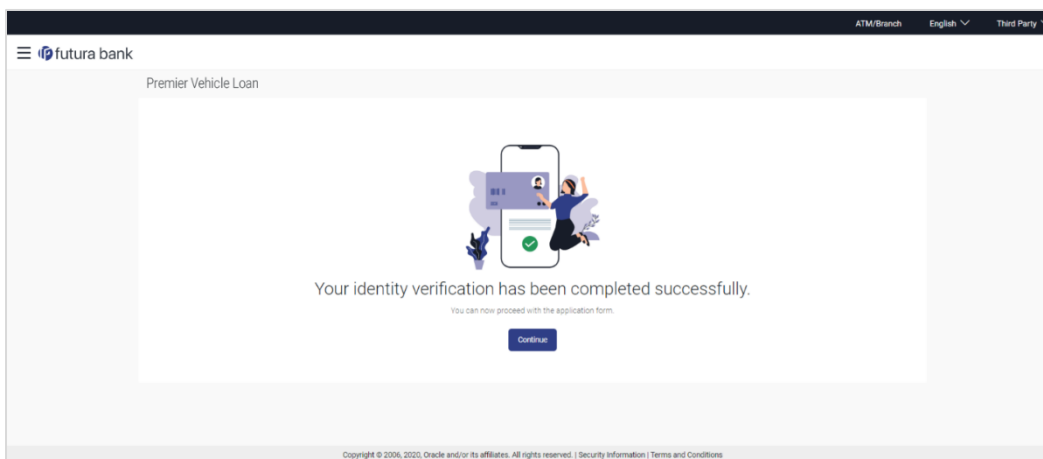 ATM/Branch English Third Party
futura bank
Premier Vehicle Loan
Your identity verification has been completed successfully.
You can now proceed with the application form.
Continue
Copyright © 2006, 2020, Oracle and/or its affiliates. All rights reserved. | Security Information | Terms and Conditions